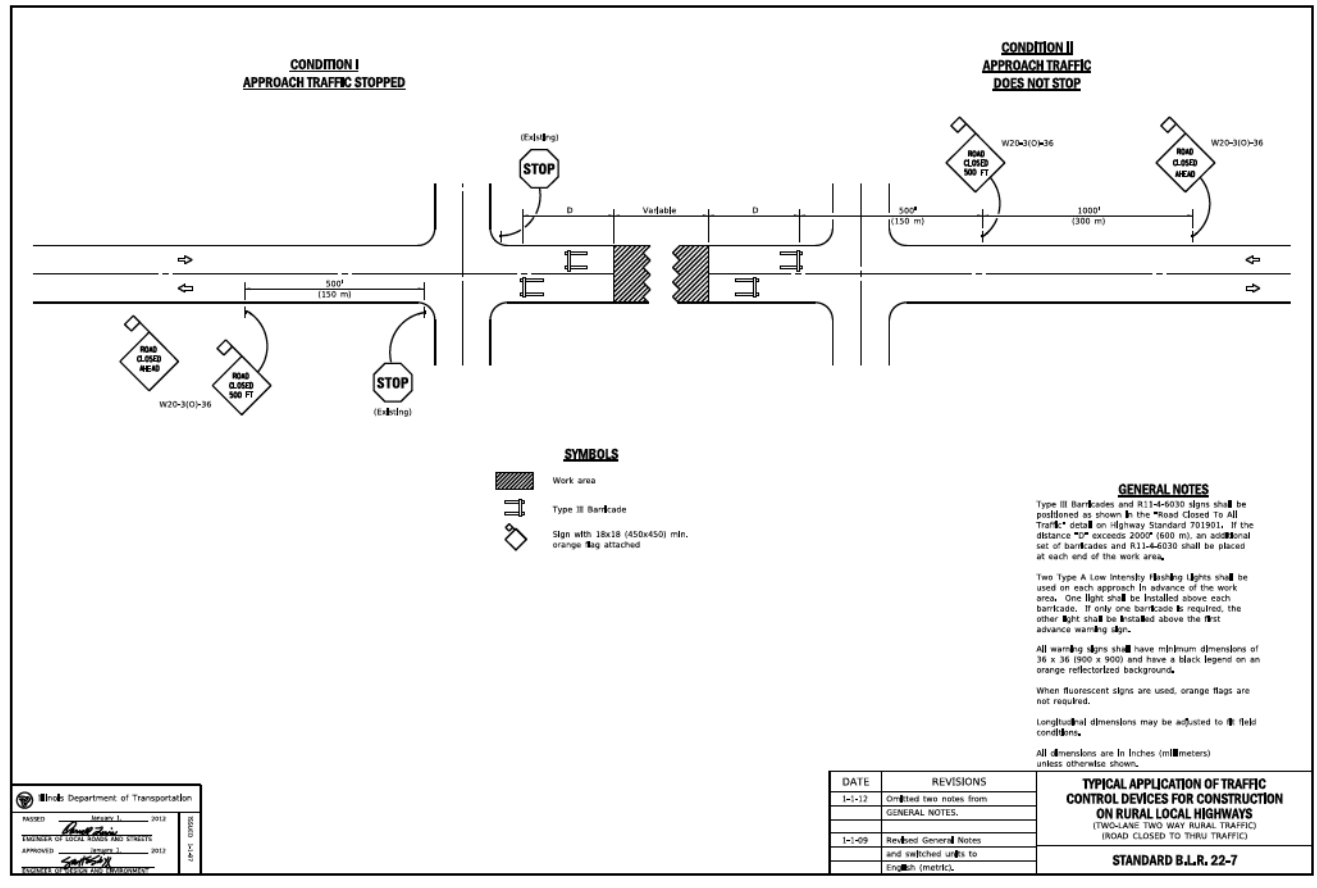 CONDITION I
APPROACH TRAFFIC STOPPED
CONDITION II
APPROACH TRAFFIC
DOES NOT STOP
(Existing)
STOP
ROAD
CLOSED
500 FT
W20-3(O)-36
ROAD
CLOSED
AHEAD
W20-3(O)-36
D
Variable
D
500'
(150 m)
1000'
(300 m)
500'
(150 m)
ROAD
CLOSED
AHEAD
ROAD
CLOSED
500 FT
W20-3(O)-36
STOP
(Existing)
SYMBOLS
Work area
Type III Barricade
Sign with 18x18 (450x450) min.
orange flag attached
GENERAL NOTES
Type III Barricades and R11-4-6030 signs shall be
positioned as shown in the "Road Closed To All
Traffic" detail on Highway Standard 701901. If the
distance "D" exceeds 2000' (600 m), an additional
set of barricades and R11-4-6030 shall be placed
at each end of the work area.
Two Type A Low Intensity Flashing Lights shall be
used on each approach in advance of the work
area. One light shall be installed above each
barricade. If only one barricade is required, the
other light shall be installed above the first
advance warning sign.
All warning signs shall have minimum dimensions of
36 x 36 (900 x 900) and have a black legend on an
orange reflectorized background.
When fluorescent signs are used, orange flags are
not required.
Longitudinal dimensions may be adjusted to fit field
conditions.
All dimensions are in inches (millimeters)
unless otherwise shown.
Illinois Department of Transportation
PASSED January 1, 2012
ENGINEER OF LOCAL ROADS AND STREETS
APPROVED January 1, 2012
ENGINEER OF DESIGN AND ENVIRONMENT
ISSUED 1-1-97
DATE REVISIONS
1-1-12 Omitted two notes from
GENERAL NOTES.
1-1-09 Revised General Notes
and switched units to
English (metric).
TYPICAL APPLICATION OF TRAFFIC
CONTROL DEVICES FOR CONSTRUCTION
ON RURAL LOCAL HIGHWAYS
(TWO-LANE TWO WAY RURAL TRAFFIC)
(ROAD CLOSED TO THRU TRAFFIC)
STANDARD B.L.R. 22-7